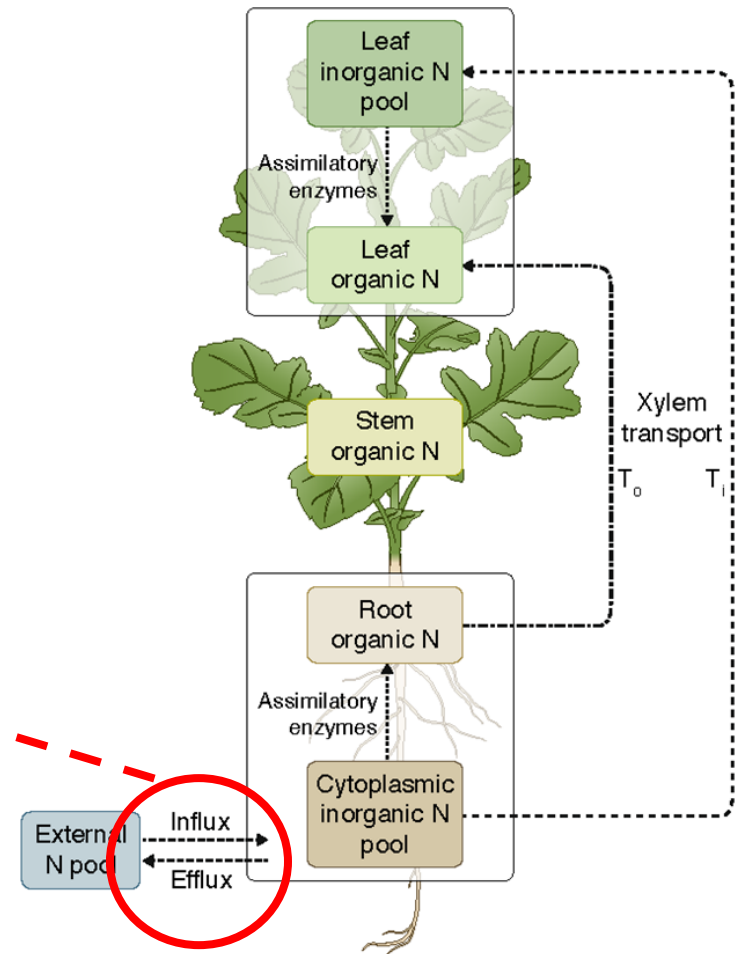 Leaf
inorganic N
pool
Assimilatory
enzymes
Leaf
organic N
Stem
organic N
Xylem
transport
To
Ti
Root
organic N
Assimilatory
enzymes
Cytoplasmic
inorganic N
pool
Influx
External
N pool
Efflux